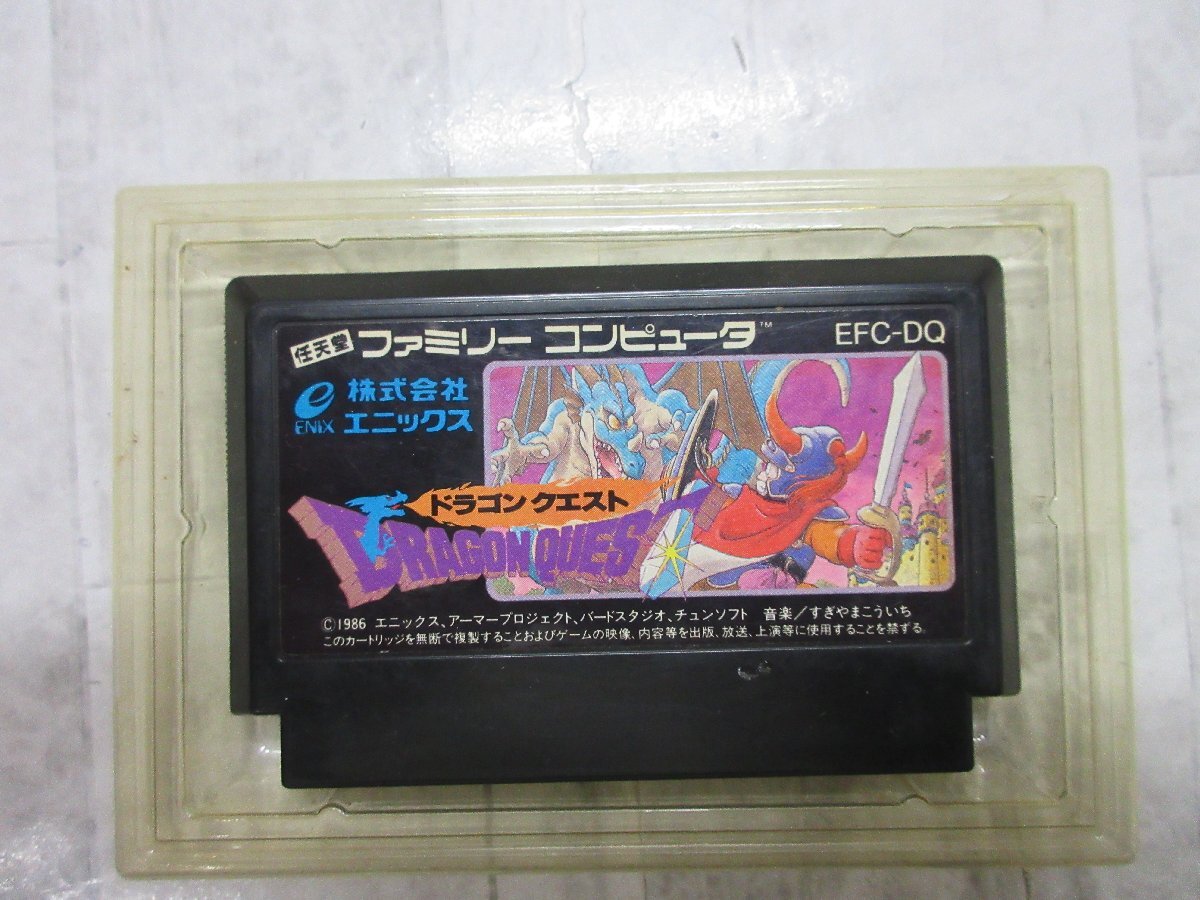 任天堂 ファミリー コンピュータ™ EFC-DQ
e 株式会社
ENIX エニックス
ドラゴンクエスト
DRAGON QUEST
©1986 エニックス、アーマープロジェクト、バードスタジオ、チュンソフト 音楽／すぎやまこういち
このカートリッジを無断で複製することおよびゲームの映像、内容等を出版、放送、上演等に使用することを禁ずる。